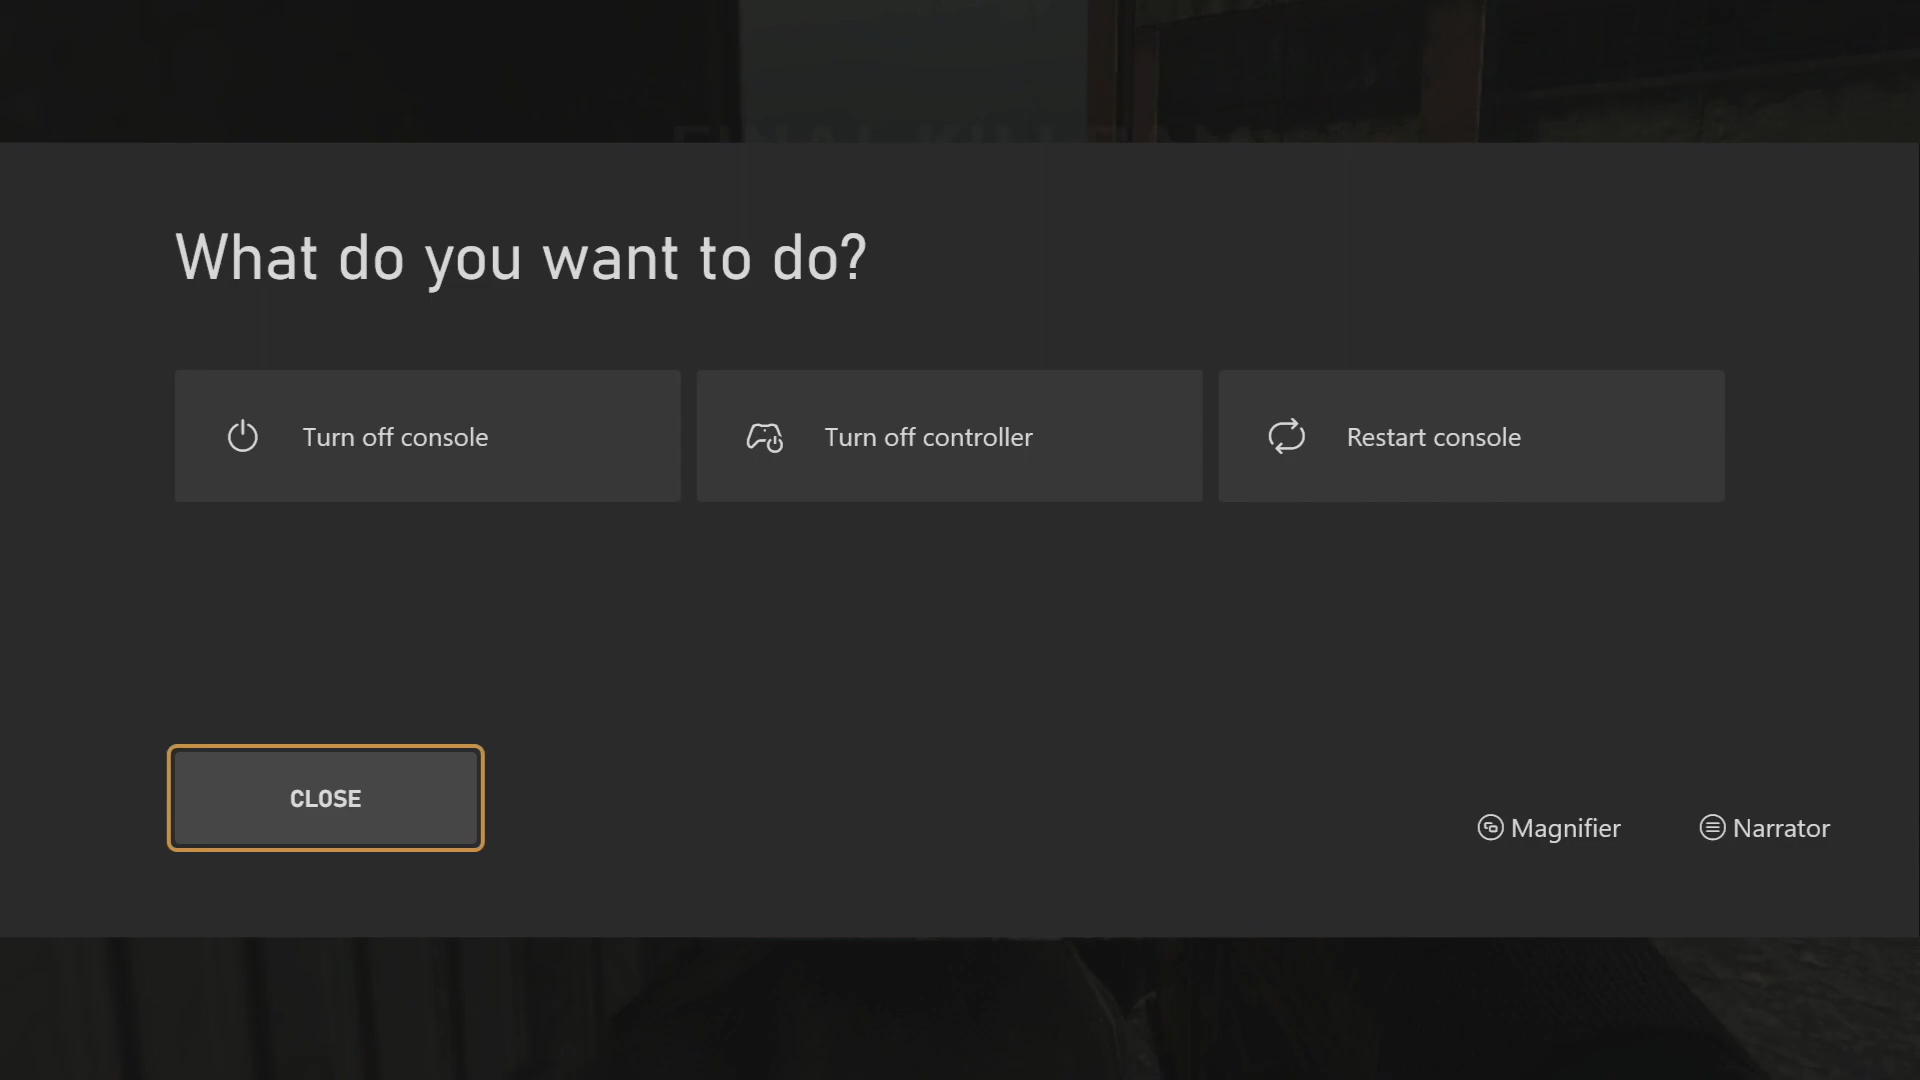 What do you want to do?
Turn off console
Turn off controller
Restart console
CLOSE
Magnifier
Narrator